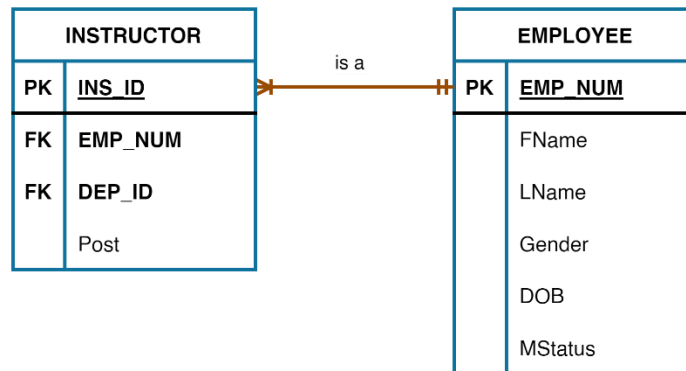 INSTRUCTOR
PK INS_ID
FK EMP_NUM
FK DEP_ID
Post
is a
EMPLOYEE
PK EMP_NUM
FName
LName
Gender
DOB
MStatus